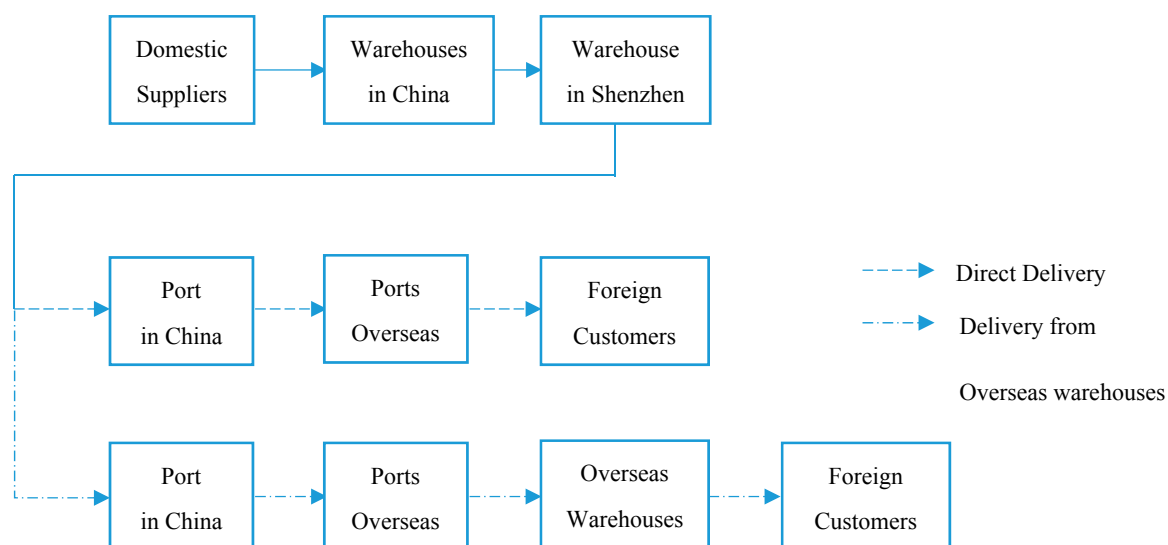 Domestic
Suppliers
Warehouses
in China
Warehouse
in Shenzhen
Port
in China
Ports
Overseas
Foreign
Customers
Direct Delivery
Delivery from
Overseas warehouses
Port
in China
Ports
Overseas
Overseas
Warehouses
Foreign
Customers